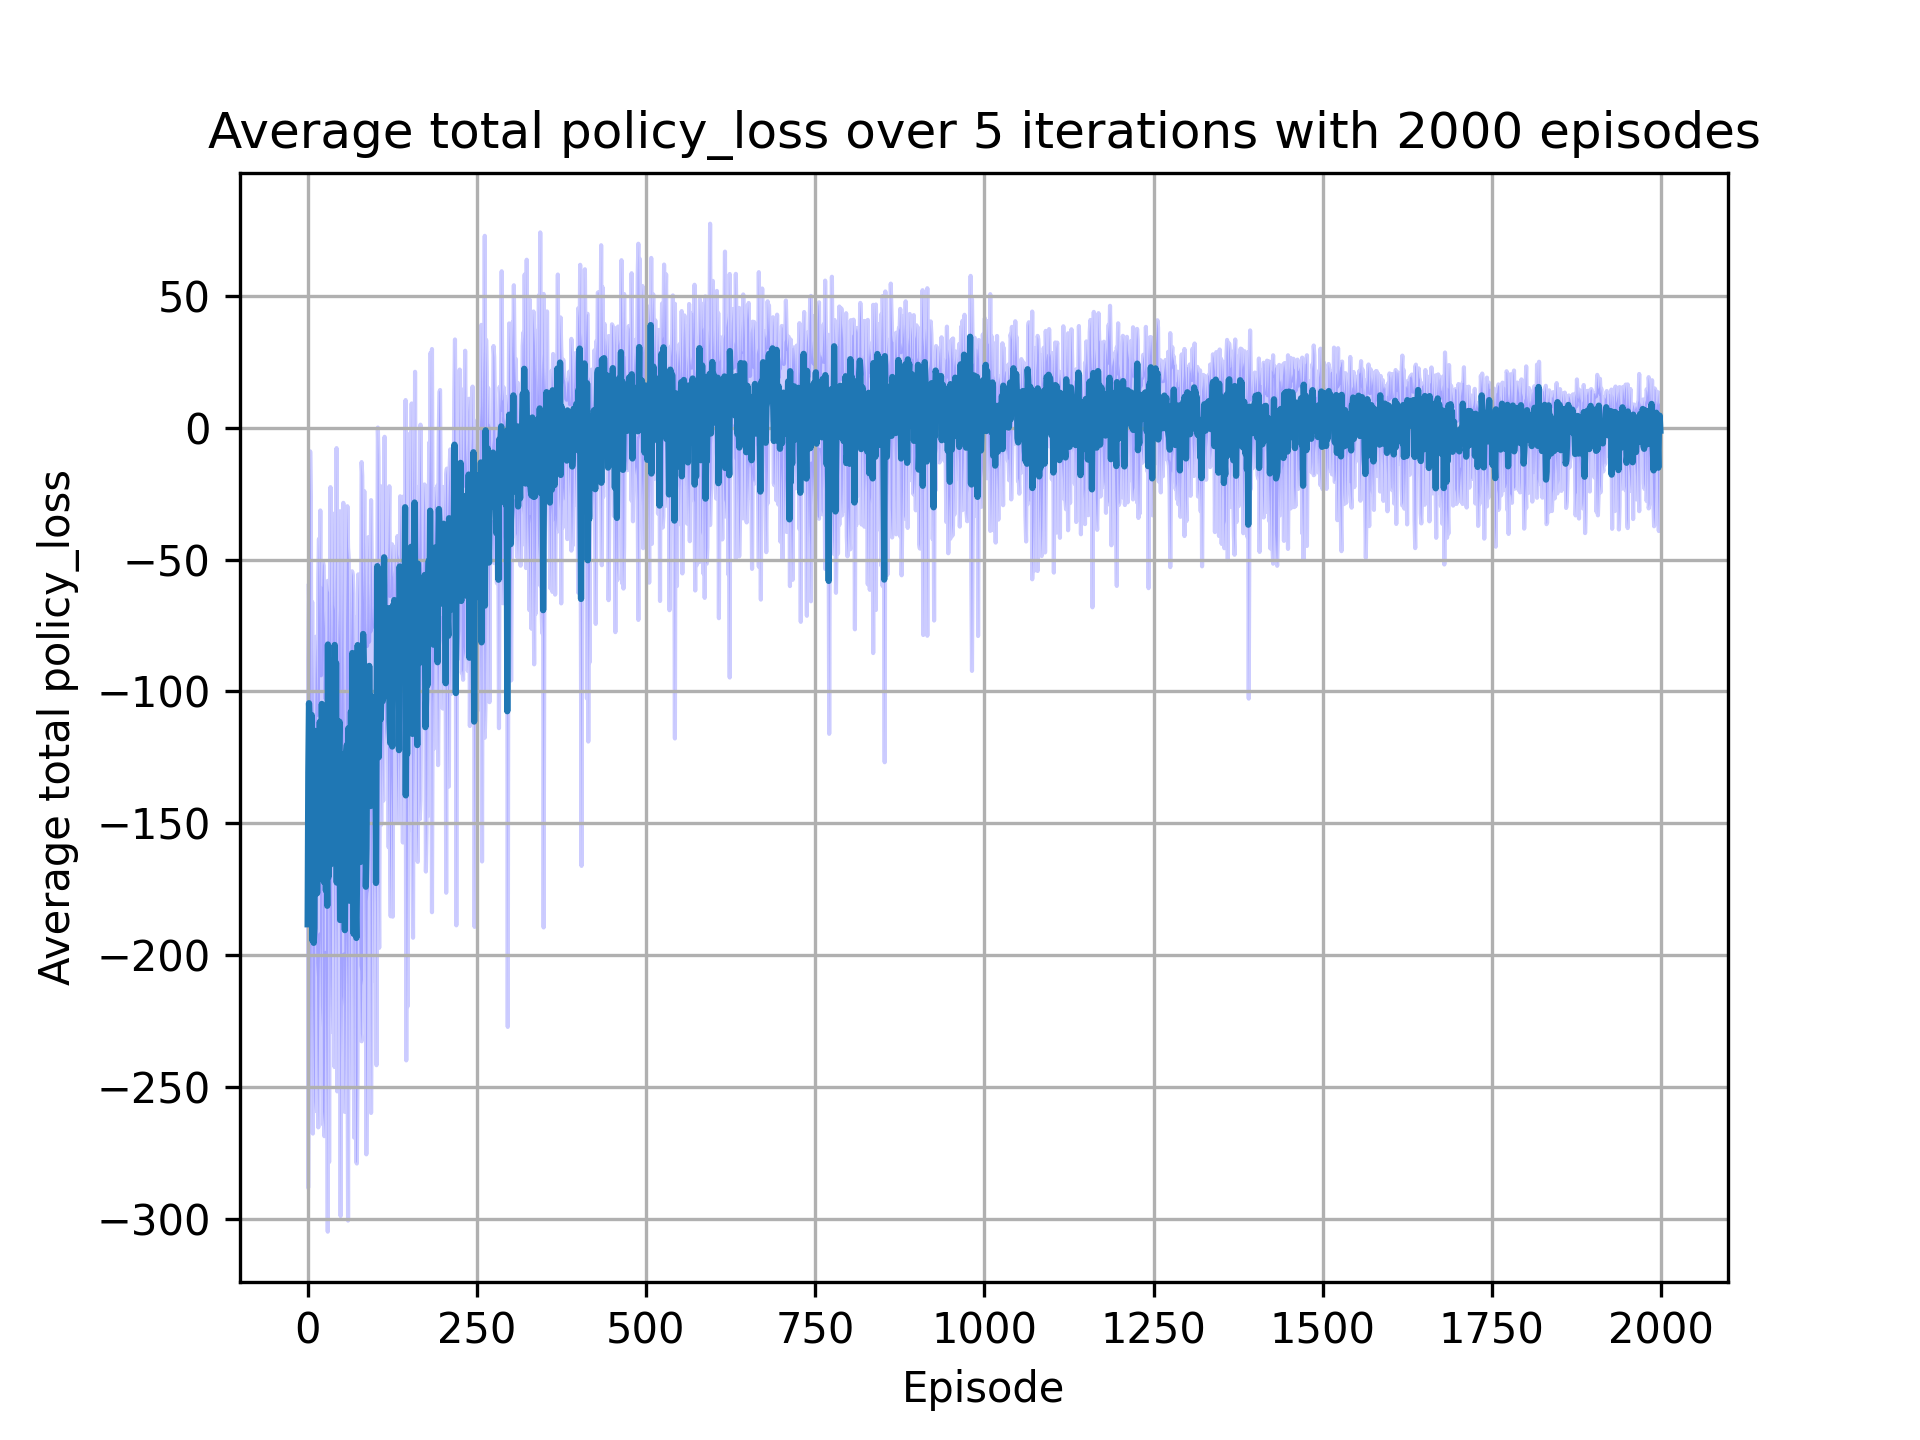 Average total policy_loss over 5 iterations with 2000 episodes
Average total policy_loss
50
0
−50
−100
−150
−200
−250
−300
0 250 500 750 1000 1250 1500 1750 2000
Episode